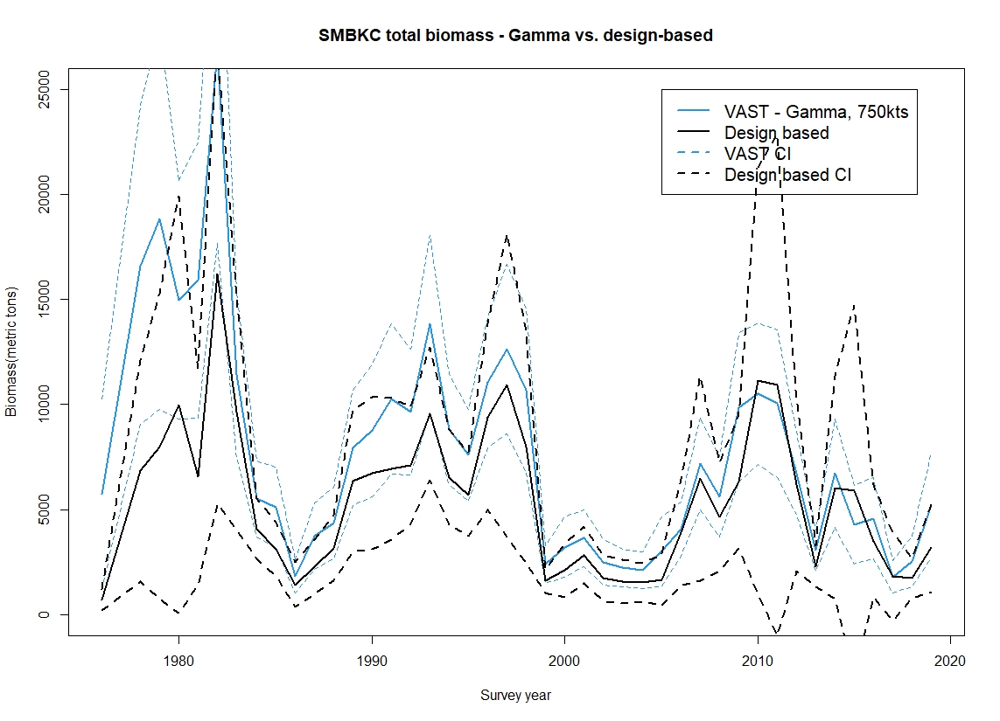 SMBKC total biomass - Gamma vs. design-based
25000
20000
15000
10000
5000
0
Biomass(metric tons)
VAST - Gamma, 750kts
Design based
VAST CI
Design based CI
1980
1990
2000
2010
2020
Survey year